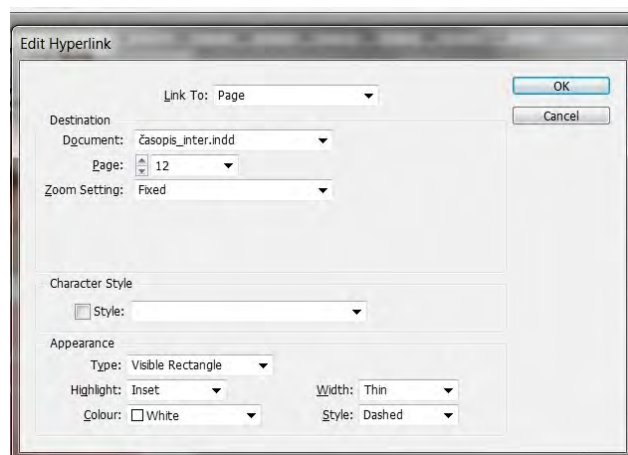 Edit Hyperlink
Link To: Page
OK
Cancel
Destination
Document: časopis_inter.indd
Page: 12
Zoom Setting: Fixed
Character Style
Style:
Appearance
Type: Visible Rectangle
Highlight: Inset Width: Thin
Colour: White Style: Dashed